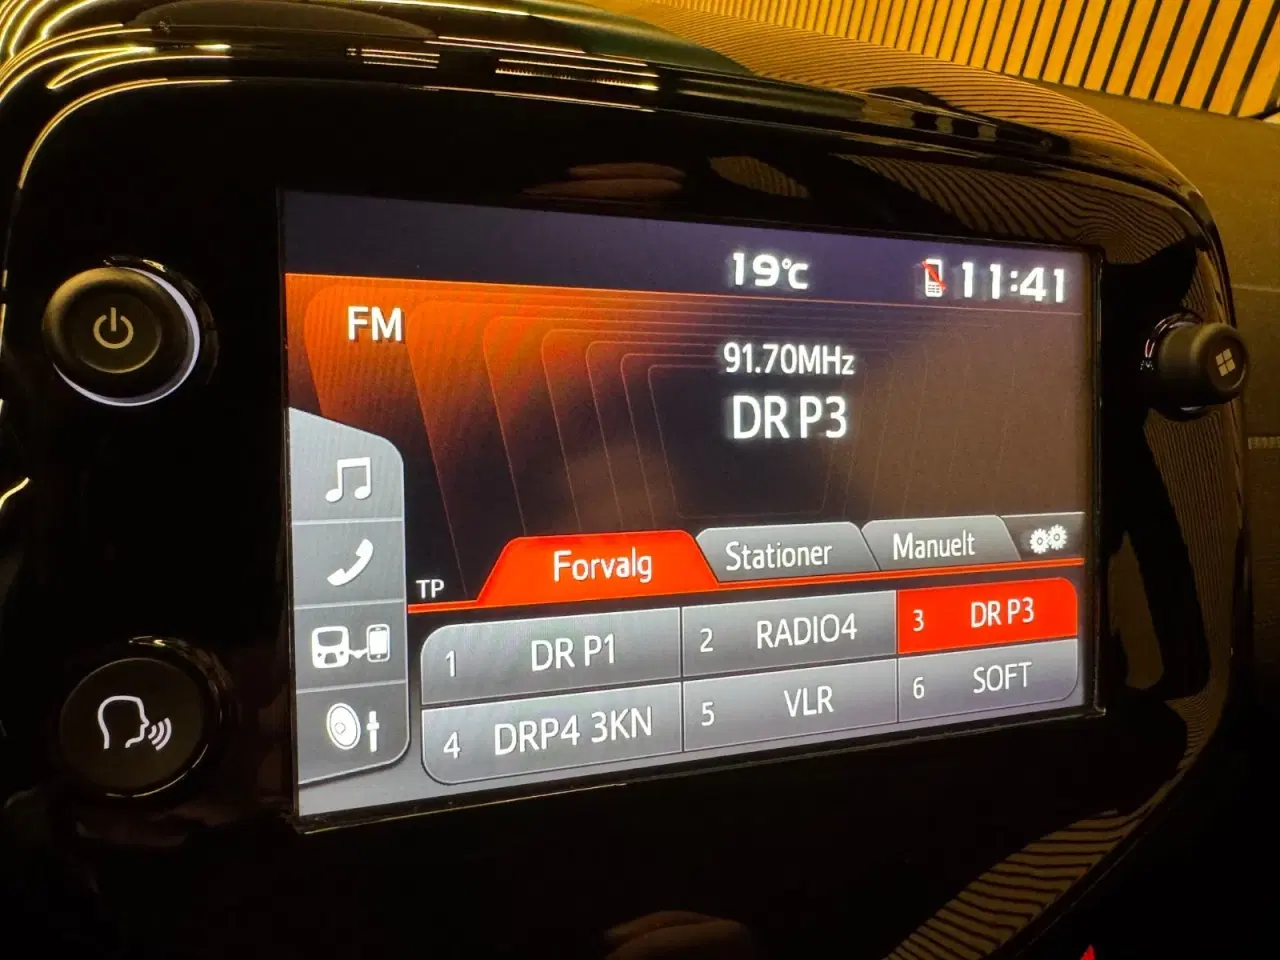 19°C 11:41
FM
91.70MHz
DR P3
TP
Forvalg Stationer Manuelt
1 DR P1 2 RADIO4 3 DR P3
4 DRP4 3KN 5 VLR 6 SOFT